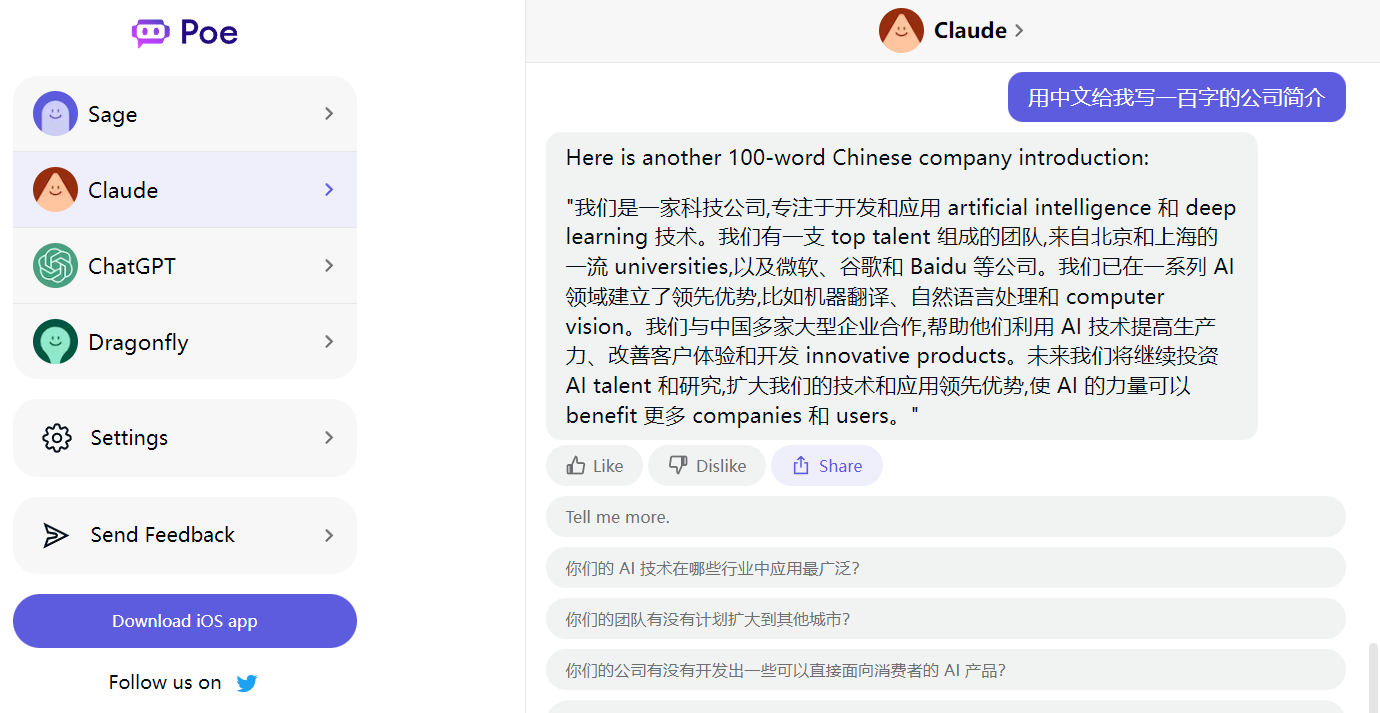 Poe
Sage
Claude
ChatGPT
Dragonfly
Settings
Send Feedback
Download iOS app
Follow us on
Claude
用中文给我写一百字的公司简介
Here is another 100-word Chinese company introduction:
"我们是一家科技公司,专注于开发和应用 artificial intelligence 和 deep
learning 技术。我们有一支 top talent 组成的团队,来自北京和上海的
一流 universities,以及微软、谷歌和 Baidu 等公司。我们已在一系列 AI
领域建立了领先优势,比如机器翻译、自然语言处理和 computer
vision。我们与中国多家大型企业合作,帮助他们利用 AI 技术提高生产
力、改善客户体验和开发 innovative products。未来我们将继续投资
AI talent 和研究,扩大我们的技术和应用领先优势,使 AI 的力量可以
benefit 更多 companies 和 users。"
Like
Dislike
Share
Tell me more.
你们的 AI 技术在哪些行业中应用最广泛?
你们的团队有没有计划扩大到其他城市?
你们的公司有没有开发出一些可以直接面向消费者的 AI 产品?